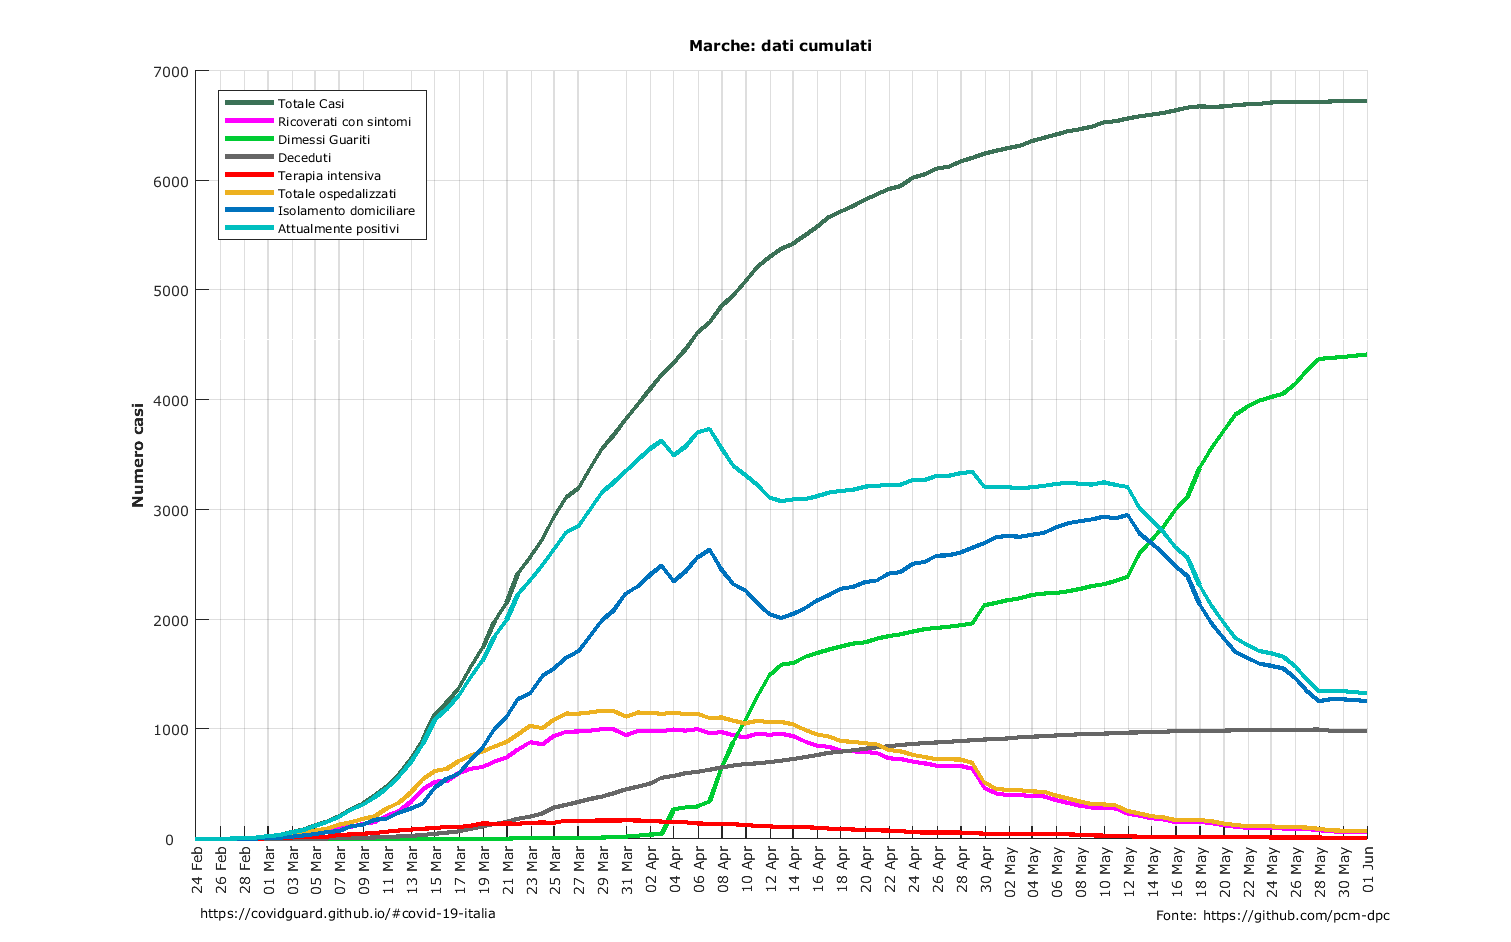 Marche: dati cumulati
7000
6000
5000
4000
3000
2000
1000
0
Numero casi
Totale Casi
Ricoverati con sintomi
Dimessi Guariti
Deceduti
Terapia intensiva
Totale ospedalizzati
Isolamento domiciliare
Attualmente positivi
24 Feb
26 Feb
28 Feb
01 Mar
03 Mar
05 Mar
07 Mar
09 Mar
11 Mar
13 Mar
15 Mar
17 Mar
19 Mar
21 Mar
23 Mar
25 Mar
27 Mar
29 Mar
31 Mar
02 Apr
04 Apr
06 Apr
08 Apr
10 Apr
12 Apr
14 Apr
16 Apr
18 Apr
20 Apr
22 Apr
24 Apr
26 Apr
28 Apr
30 Apr
02 May
04 May
06 May
08 May
10 May
12 May
14 May
16 May
18 May
20 May
22 May
24 May
26 May
28 May
30 May
01 Jun
https://covidguard.github.io/#covid-19-italia
Fonte: https://github.com/pcm-dpc